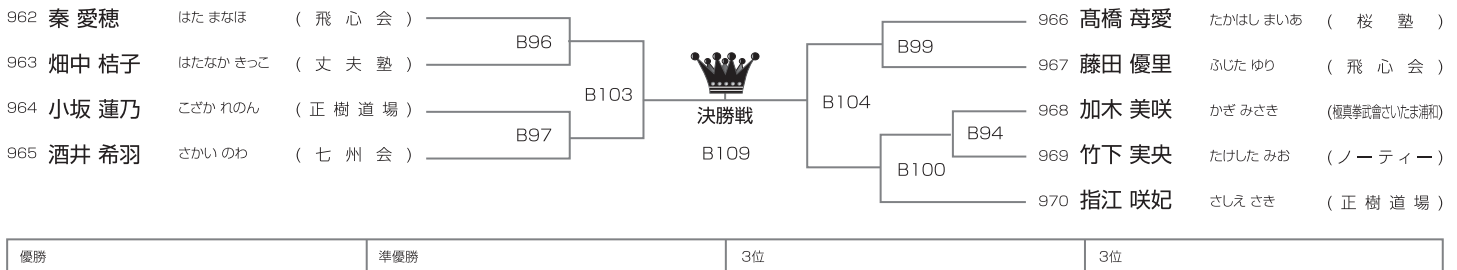 962 秦 愛穂 はた まなほ (飛心会)
963 畑中 桔子 はたなか きっこ (丈夫塾)
964 小坂 蓮乃 こざか れのん (正樹道場)
965 酒井 希羽 さかい のわ (七州会)
B96
B97
B103
決勝戦
B109
B104
B99
B94
B100
966 髙橋 苺愛 たかはし まいあ (桜塾)
967 藤田 優里 ふじた ゆり (飛心会)
968 加木 美咲 かぎ みさき (極真拳武會さいたま浦和)
969 竹下 実央 たけした みお (ノーティー)
970 指江 咲妃 さしえ さき (正樹道場)
優勝 準優勝 3位 3位